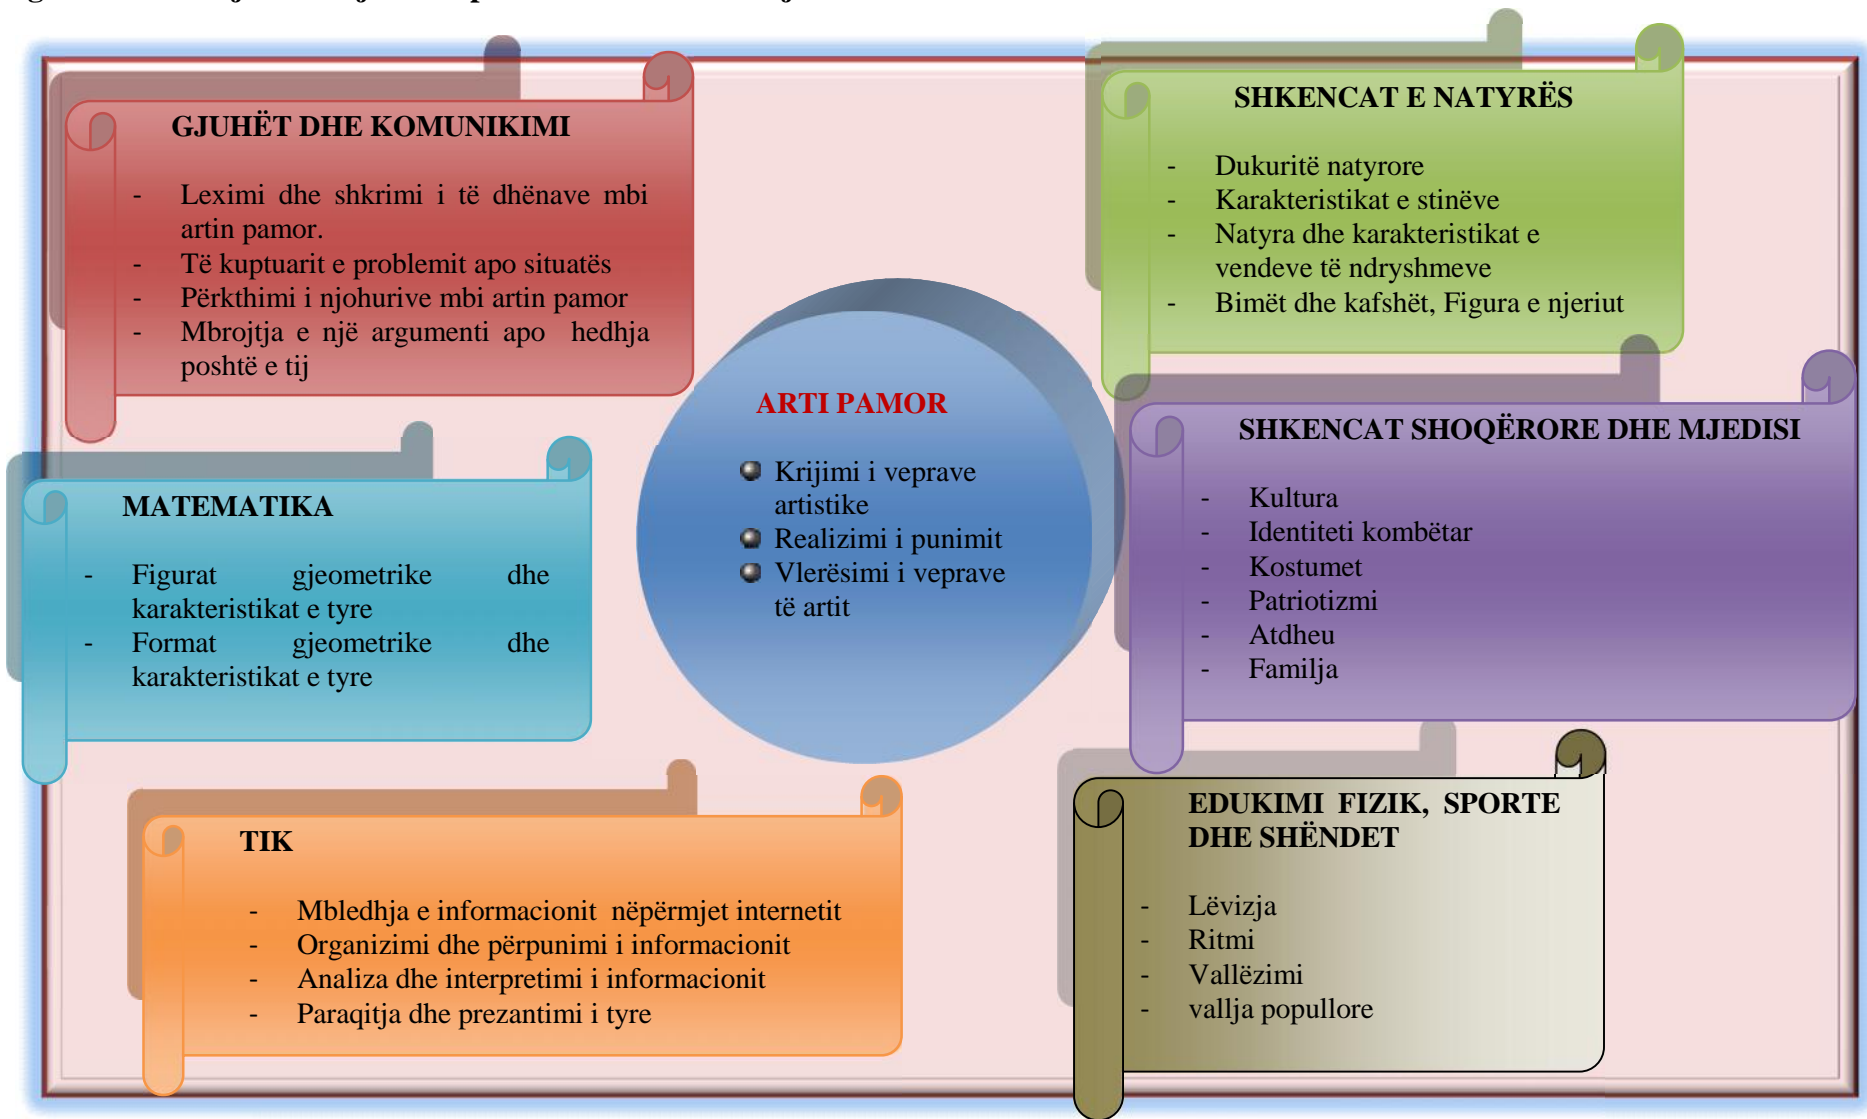 GJUHËT DHE KOMUNIKIMI
- Leximi dhe shkrimi i të dhënave mbi
artin pamor.
- Të kuptuarit e problemit apo situatës
- Përkthimi i njohurive mbi artin pamor
- Mbrojtja e një argumenti apo hedhja
poshtë e tij
SHKENCAT E NATYRËS
- Dukuritë natyrore
- Karakteristikat e stinëve
- Natyra dhe karakteristikat e
vendeve të ndryshmeve
- Bimët dhe kafshët, Figura e njeriut
ARTI PAMOR
Krijimi i veprave
artistike
Realizimi i punimit
Vlerësimi i veprave
të artit
SHKENCAT SHOQËRORE DHE MJEDISI
- Kultura
- Identiteti kombëtar
- Kostumet
- Patriotizmi
- Atdheu
- Familja
MATEMATIKA
- Figurat gjeometrike dhe
karakteristikat e tyre
- Format gjeometrike dhe
karakteristikat e tyre
TIK
- Mbledhja e informacionit nëpërmjet internetit
- Organizimi dhe përpunimi i informacionit
- Analiza dhe interpretimi i informacionit
- Paraqitja dhe prezantimi i tyre
EDUKIMI FIZIK, SPORTE
DHE SHËNDET
- Lëvizja
- Ritmi
- Vallëzimi
- vallja popullore